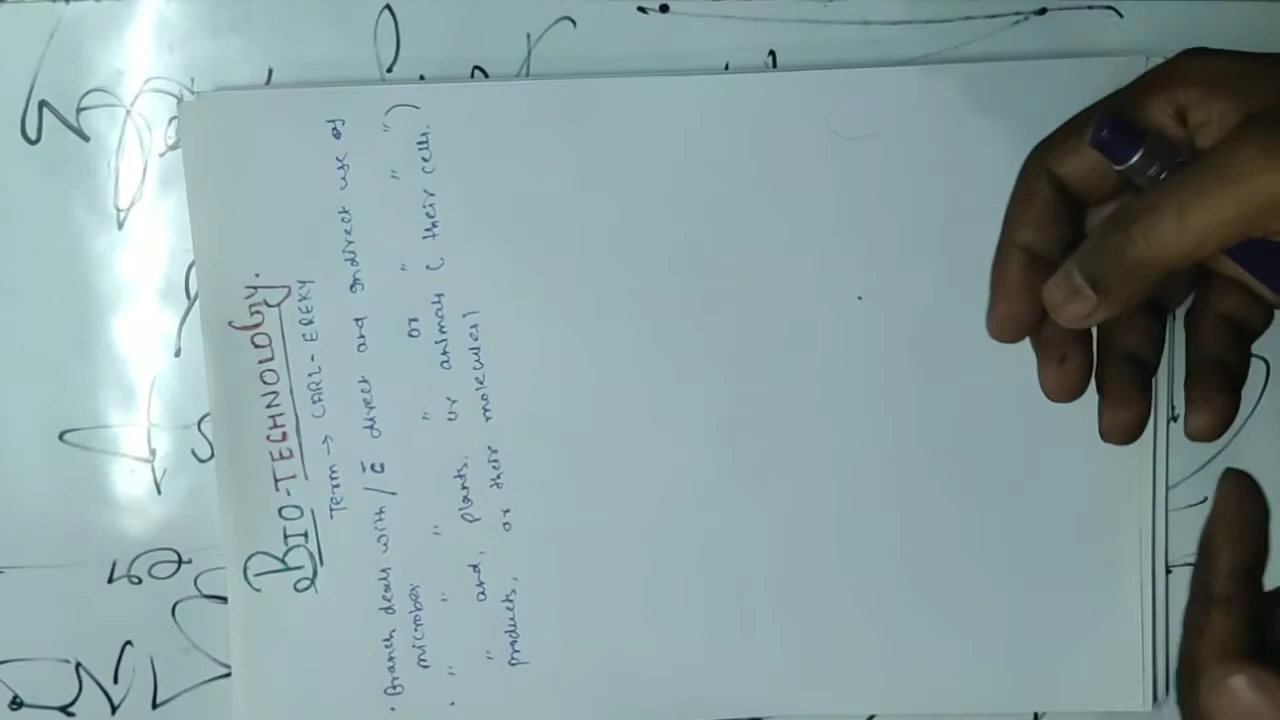 BIO-TECHNOLOGY.
Term → CARL-EREKY
· Branch deals with / c̄ direct and indirect use of
microbes
· " " " " or " " )
" and, plants, or animals ( their cells.
products, or their molecules)